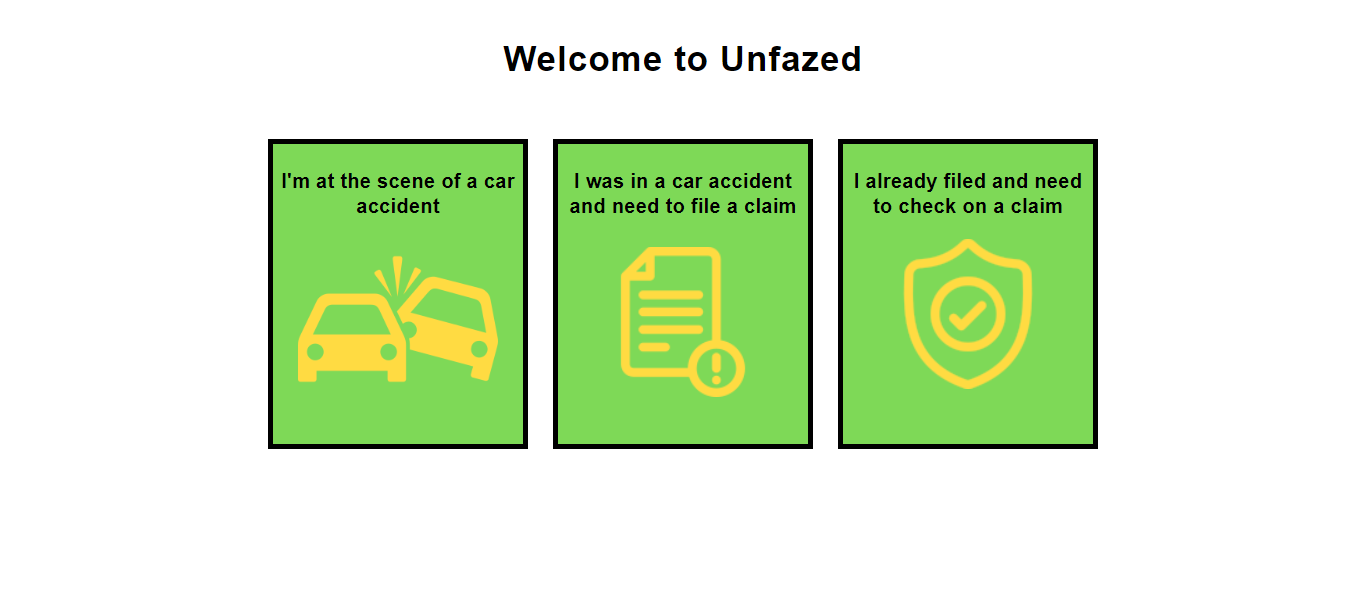 Welcome to Unfazed
I'm at the scene of a car
accident
I was in a car accident
and need to file a claim
I already filed and need
to check on a claim